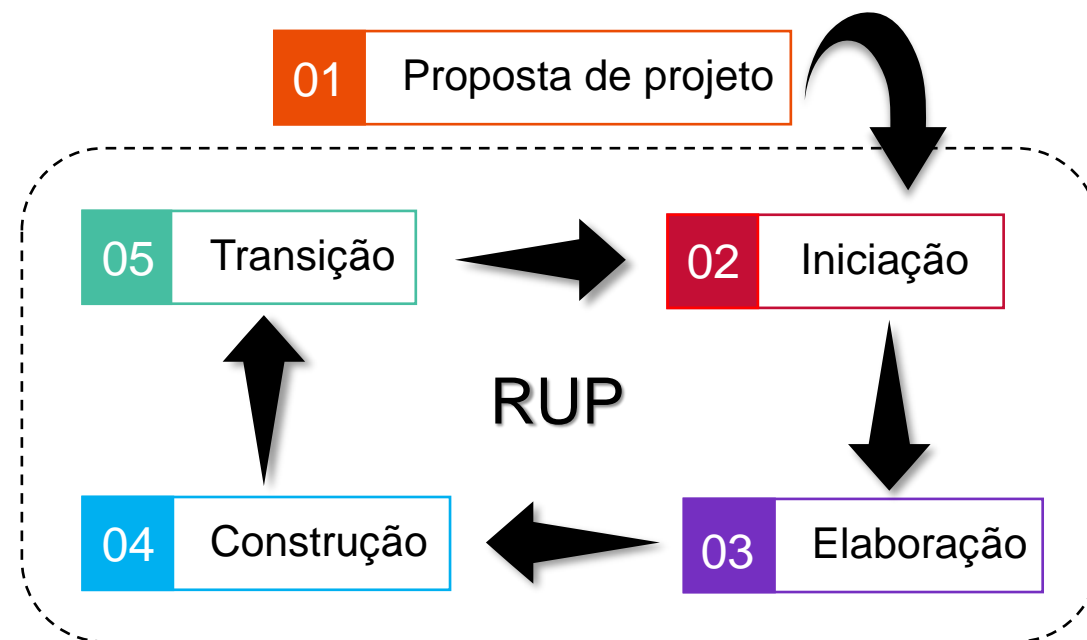 01 Proposta de projeto
05 Transição
02 Iniciação
RUP
04 Construção
03 Elaboração